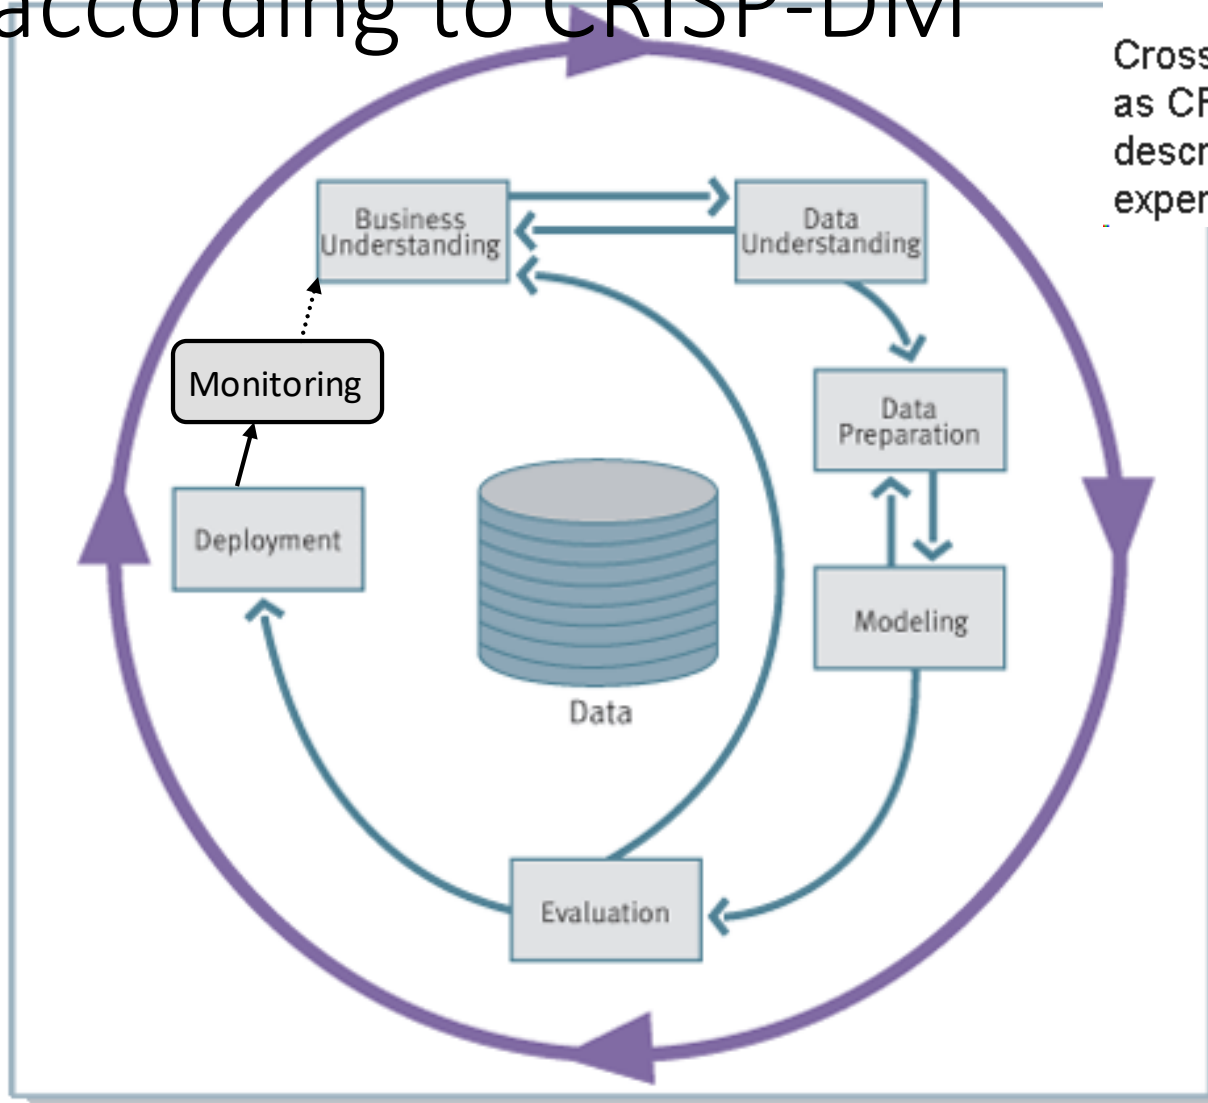 according to CRISP-DM
Cross
as CR
descr
exper
Business
Understanding
Data
Understanding
Monitoring
Data
Preparation
Deployment
Modeling
Data
Evaluation